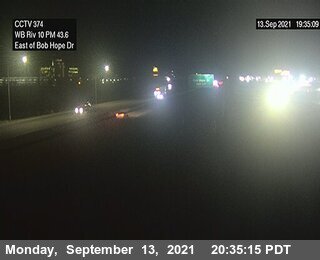 CCTV 374
WB Riv 10 PM 43.6
East of Bob Hope Dr
13.Sep 2021 19:35:09
Monday, September 13, 2021 20:35:15 PDT